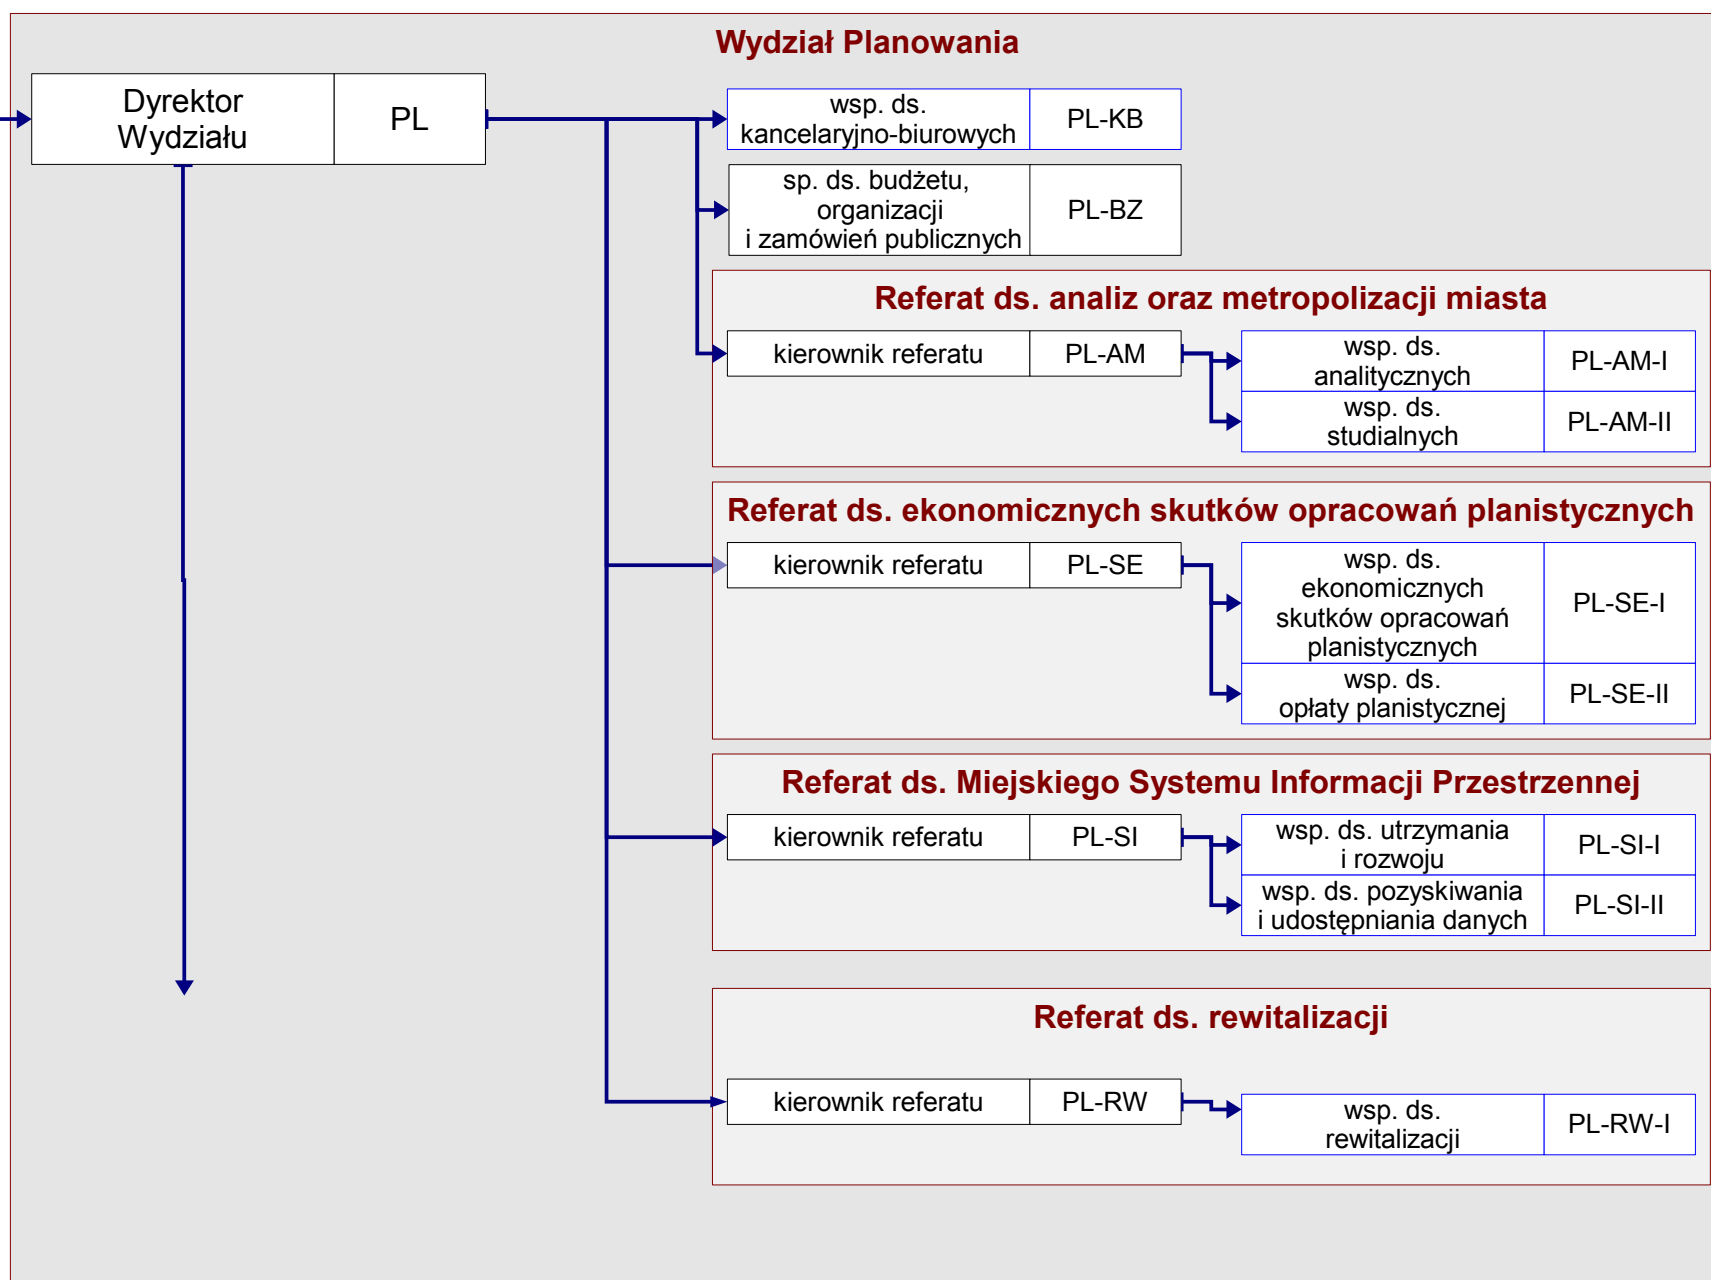 Wydział Planowania
Dyrektor
Wydziału
PL
wsp. ds.
kancelaryjno-biurowych
PL-KB
sp. ds. budżetu,
organizacji
i zamówień publicznych
PL-BZ
Referat ds. analiz oraz metropolizacji miasta
kierownik referatu
PL-AM
wsp. ds.
analitycznych
PL-AM-I
wsp. ds.
studialnych
PL-AM-II
Referat ds. ekonomicznych skutków opracowań planistycznych
kierownik referatu
PL-SE
wsp. ds.
ekonomicznych
skutków opracowań
planistycznych
PL-SE-I
wsp. ds.
opłaty planistycznej
PL-SE-II
Referat ds. Miejskiego Systemu Informacji Przestrzennej
kierownik referatu
PL-SI
wsp. ds. utrzymania
i rozwoju
PL-SI-I
wsp. ds. pozyskiwania
i udostępniania danych
PL-SI-II
Referat ds. rewitalizacji
kierownik referatu
PL-RW
wsp. ds.
rewitalizacji
PL-RW-I